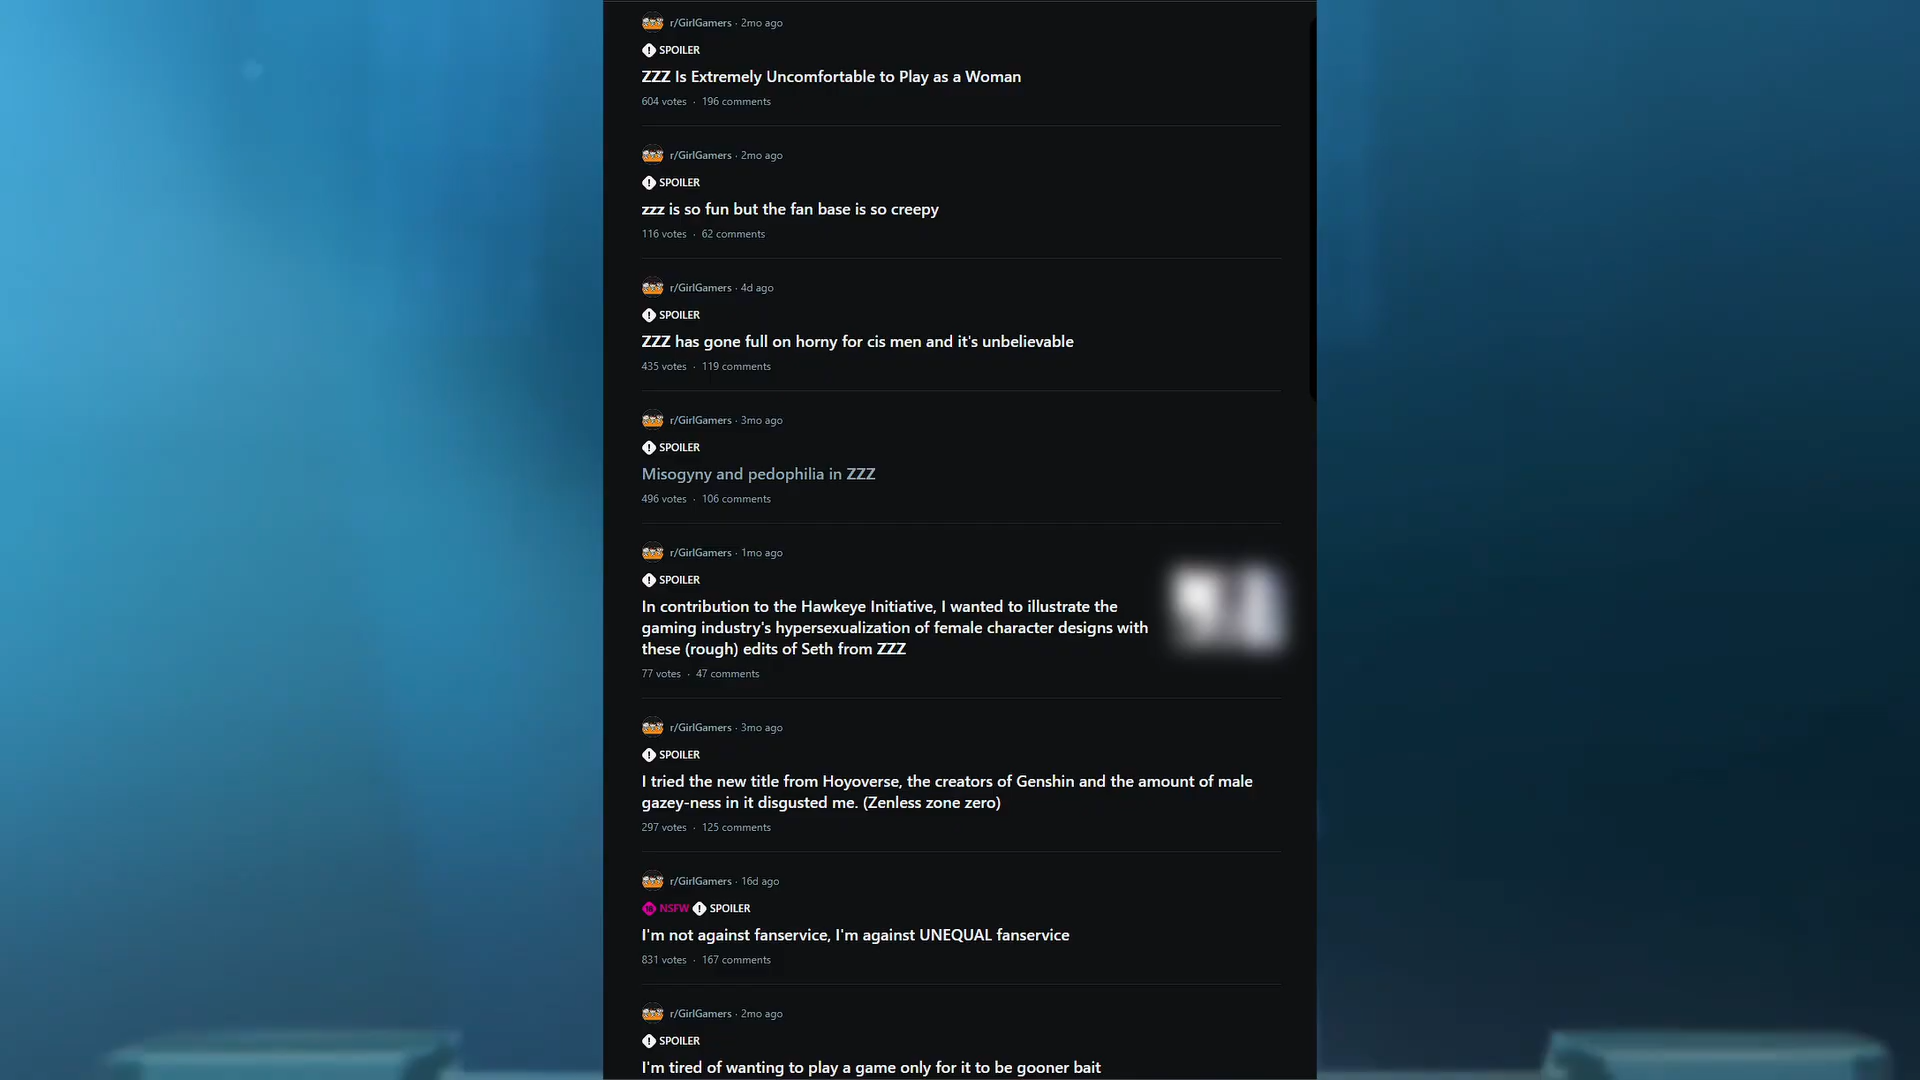 r/GirlGamers · 2mo ago
SPOILER
ZZZ Is Extremely Uncomfortable to Play as a Woman
604 votes · 196 comments
r/GirlGamers · 2mo ago
SPOILER
zzz is so fun but the fan base is so creepy
116 votes · 62 comments
r/GirlGamers · 4d ago
SPOILER
ZZZ has gone full on horny for cis men and it's unbelievable
435 votes · 119 comments
r/GirlGamers · 3mo ago
SPOILER
Misogyny and pedophilia in ZZZ
496 votes · 106 comments
r/GirlGamers · 1mo ago
SPOILER
In contribution to the Hawkeye Initiative, I wanted to illustrate the
gaming industry's hypersexualization of female character designs with
these (rough) edits of Seth from ZZZ
77 votes · 47 comments
r/GirlGamers · 3mo ago
SPOILER
I tried the new title from Hoyoverse, the creators of Genshin and the amount of male
gazey-ness in it disgusted me. (Zenless zone zero)
297 votes · 125 comments
r/GirlGamers · 16d ago
18 NSFW SPOILER
I'm not against fanservice, I'm against UNEQUAL fanservice
831 votes · 167 comments
r/GirlGamers · 2mo ago
SPOILER
I'm tired of wanting to play a game only for it to be gooner bait